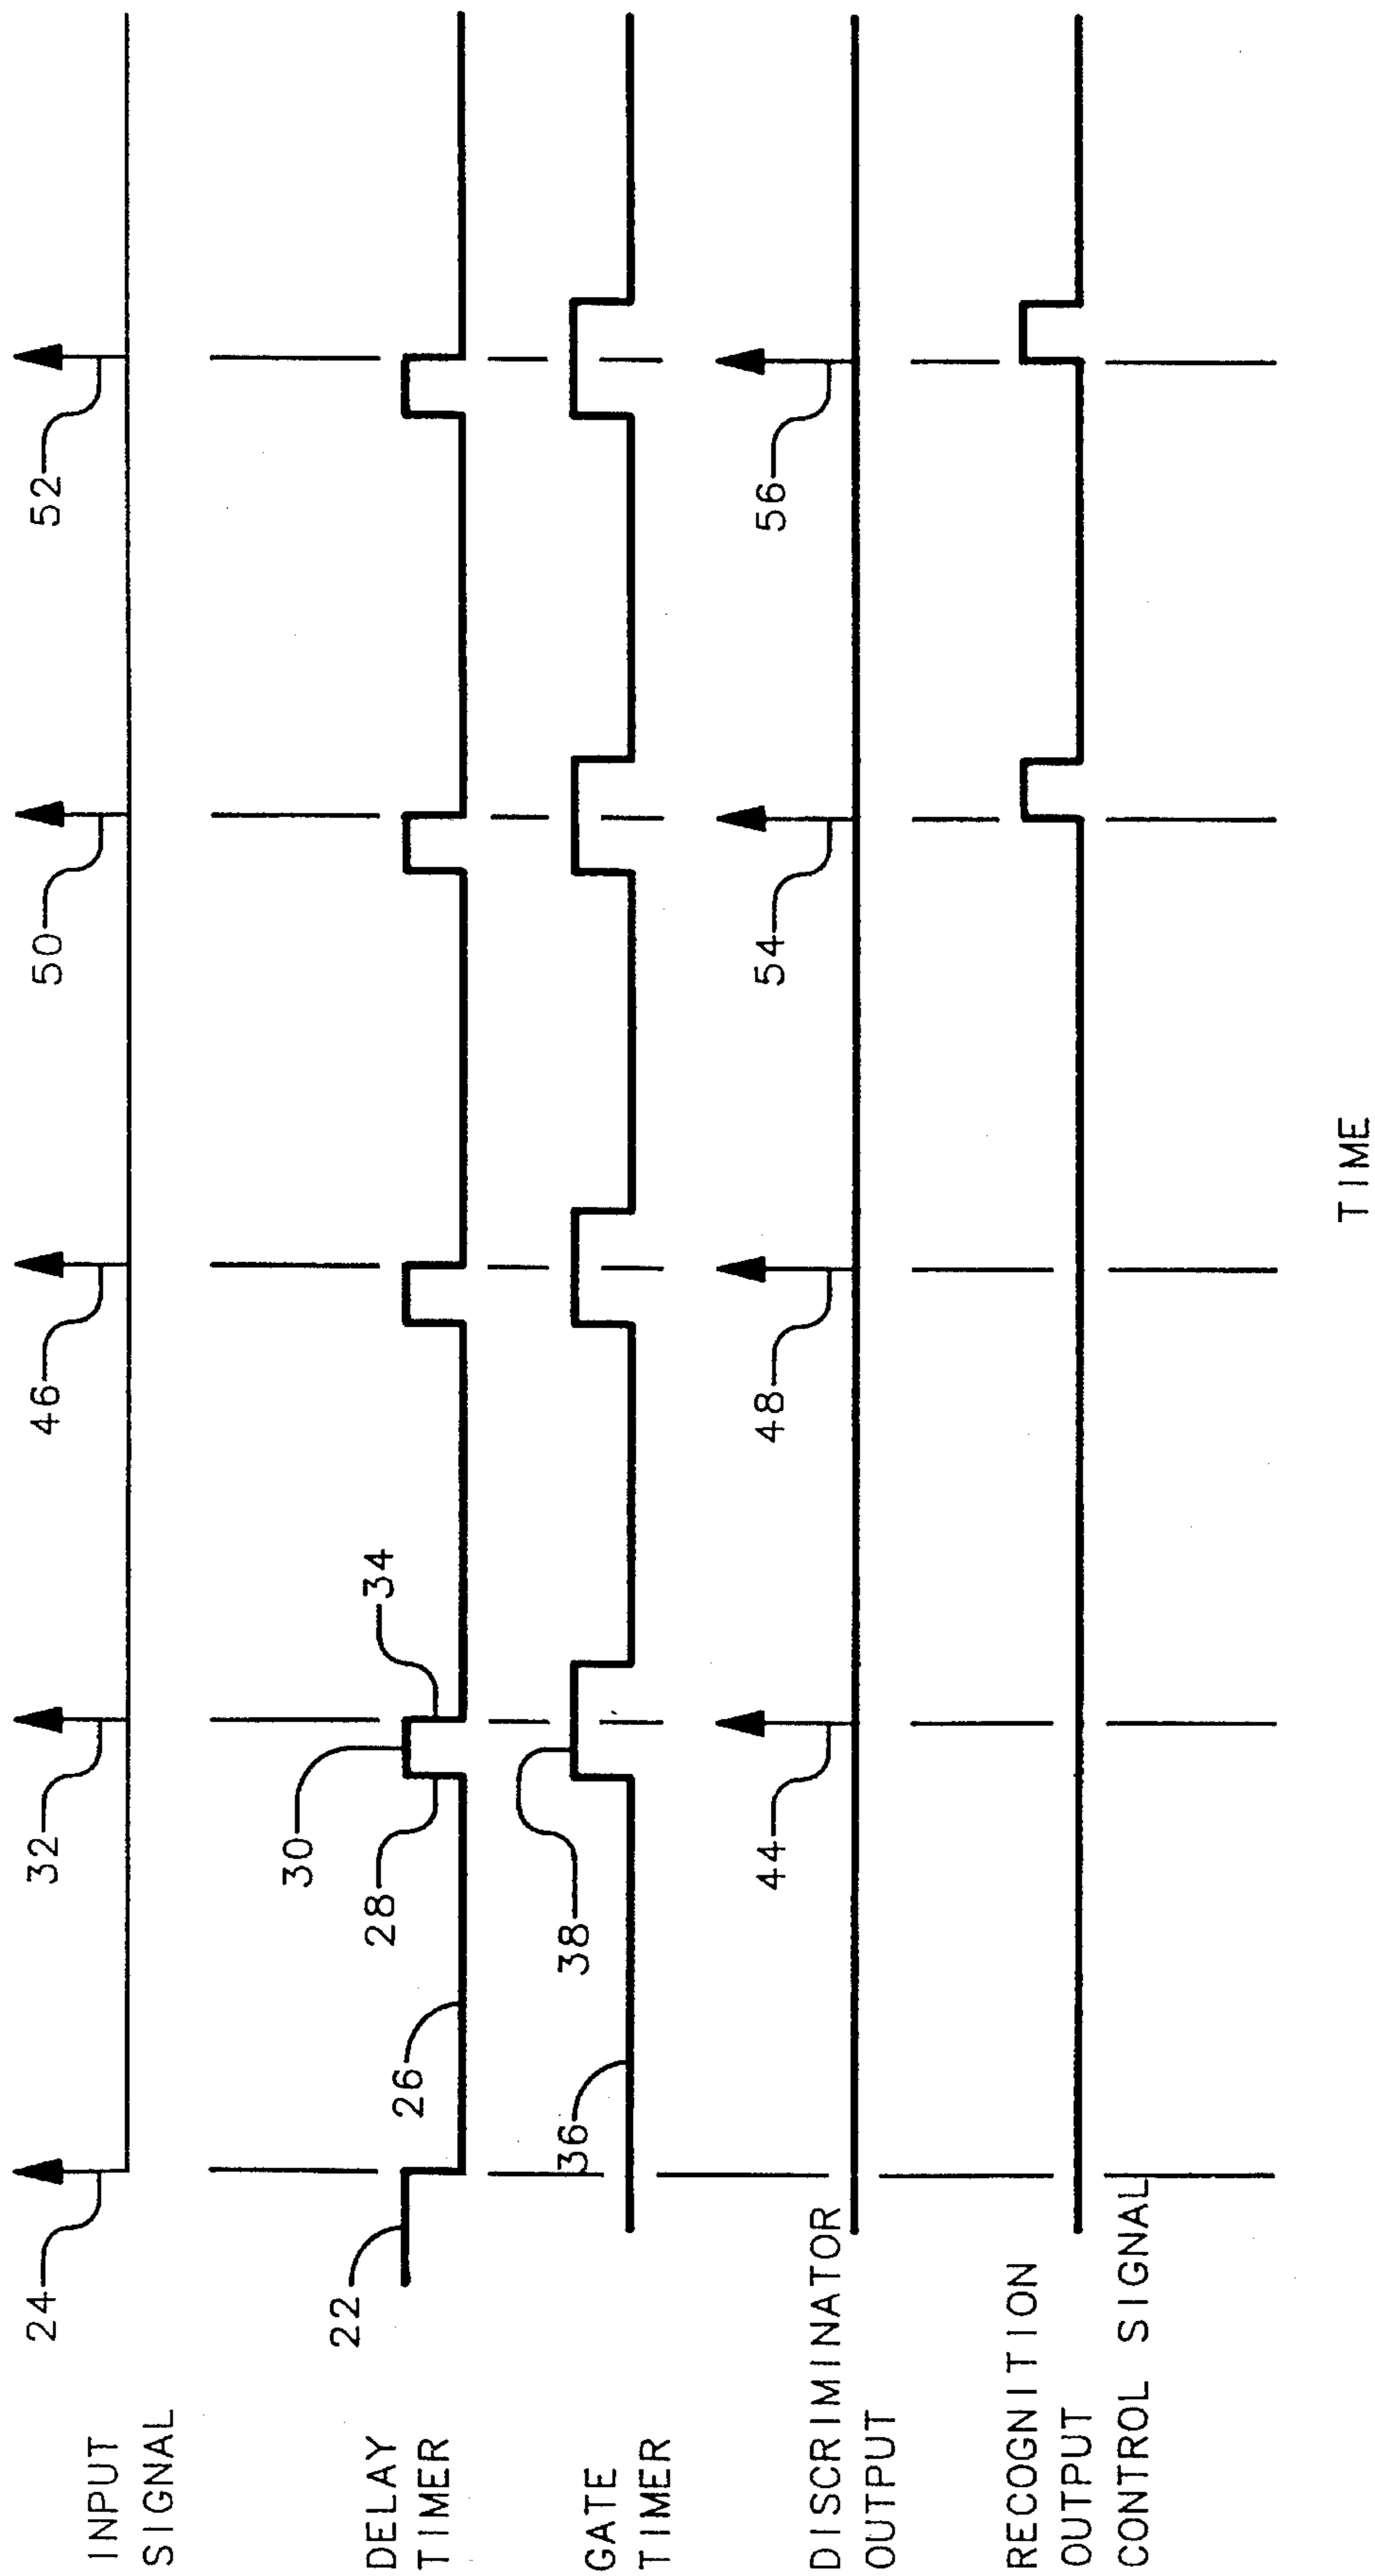 INPUT
SIGNAL
24
32
46
50
52
DELAY
TIMER
22
26
28
30
34
GATE
TIMER
36
38
DISCRIMINATOR
OUTPUT
44
48
54
56
RECOGNITION
OUTPUT
CONTROL SIGNAL
TIME